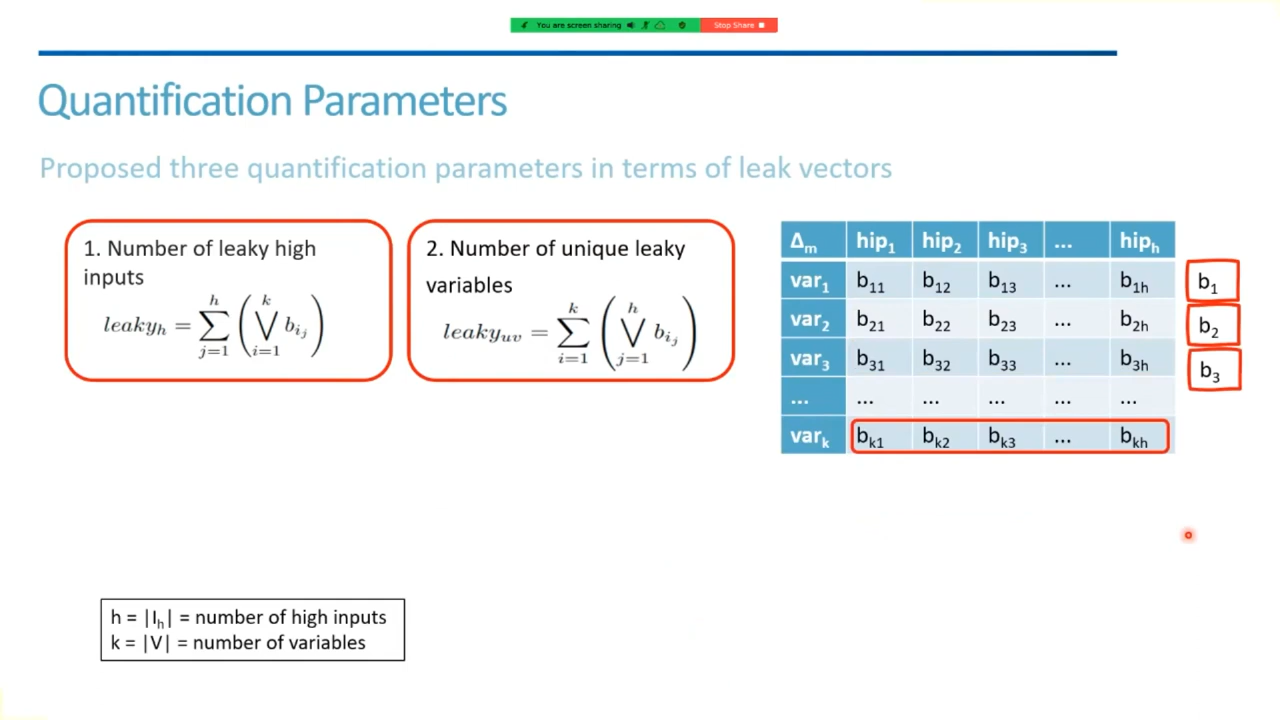 You are screen sharing
Stop Share
Quantification Parameters
Proposed three quantification parameters in terms of leak vectors
1. Number of leaky high
inputs
leaky_h = ∑_{j=1}^{h} ( ⋁_{i=1}^{k} b_{i_j} )
2. Number of unique leaky
variables
leaky_{uv} = ∑_{i=1}^{k} ( ⋁_{j=1}^{h} b_{i_j} )
Δ_m hip_1 hip_2 hip_3 ... hip_h
var_1 b_11 b_12 b_13 ... b_1h b_1
var_2 b_21 b_22 b_23 ... b_2h b_2
var_3 b_31 b_32 b_33 ... b_3h b_3
... ... ... ... ... ...
var_k b_k1 b_k2 b_k3 ... b_kh
h = |I_h| = number of high inputs
k = |V| = number of variables